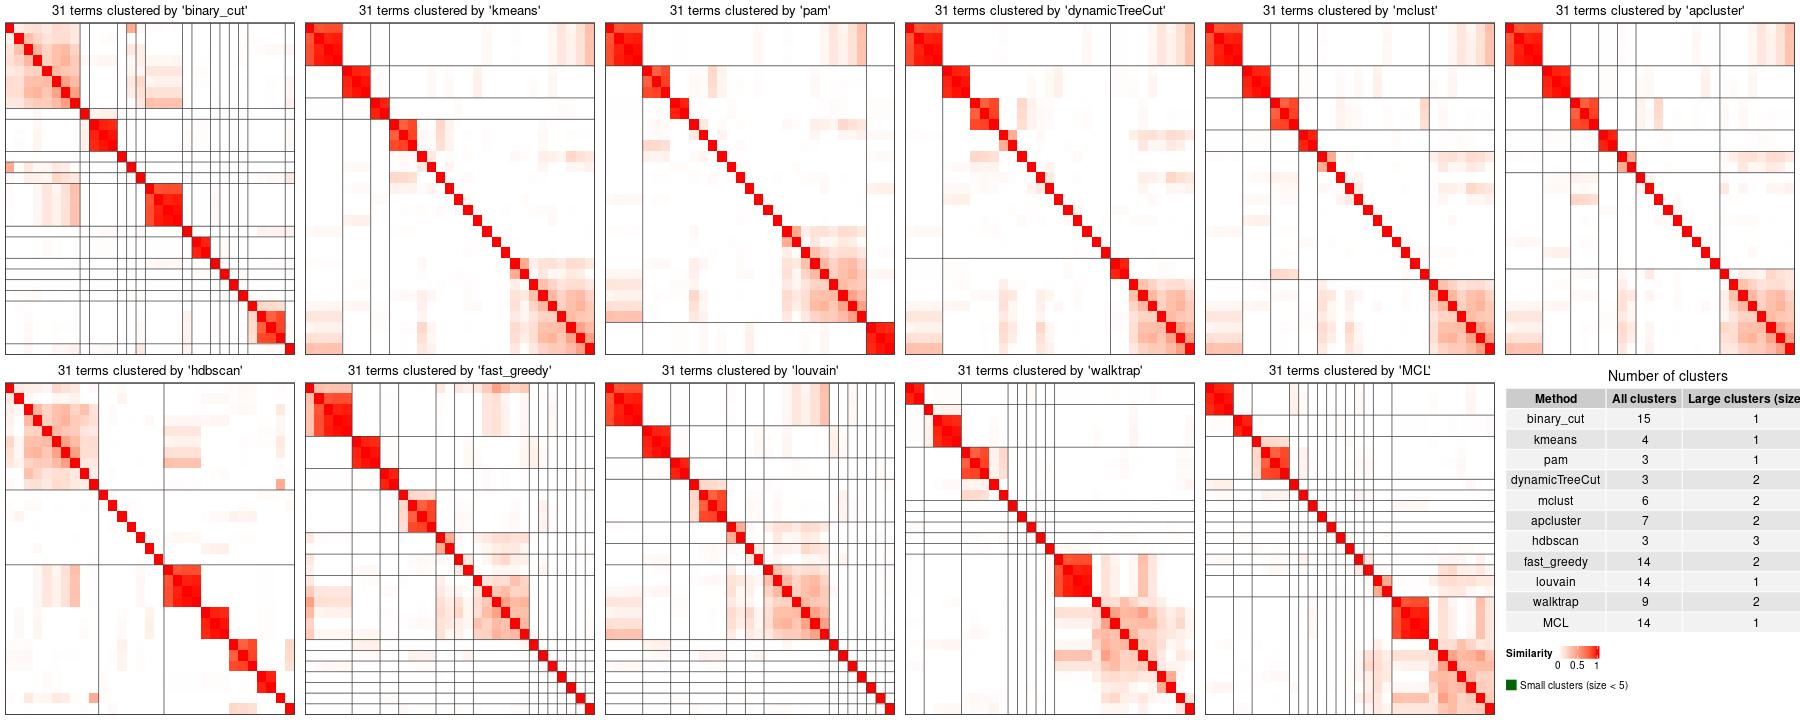 31 terms clustered by 'binary_cut'
31 terms clustered by 'kmeans'
31 terms clustered by 'pam'
31 terms clustered by 'dynamicTreeCut'
31 terms clustered by 'mclust'
31 terms clustered by 'apcluster'
31 terms clustered by 'hdbscan'
31 terms clustered by 'fast_greedy'
31 terms clustered by 'louvain'
31 terms clustered by 'walktrap'
31 terms clustered by 'MCL'
Number of clusters
Method All clusters Large clusters (size
binary_cut 15 1
kmeans 4 1
pam 3 1
dynamicTreeCut 3 2
mclust 6 2
apcluster 7 2
hdbscan 3 3
fast_greedy 14 2
louvain 14 1
walktrap 9 2
MCL 14 1
Similarity
0 0.5 1
Small clusters (size < 5)